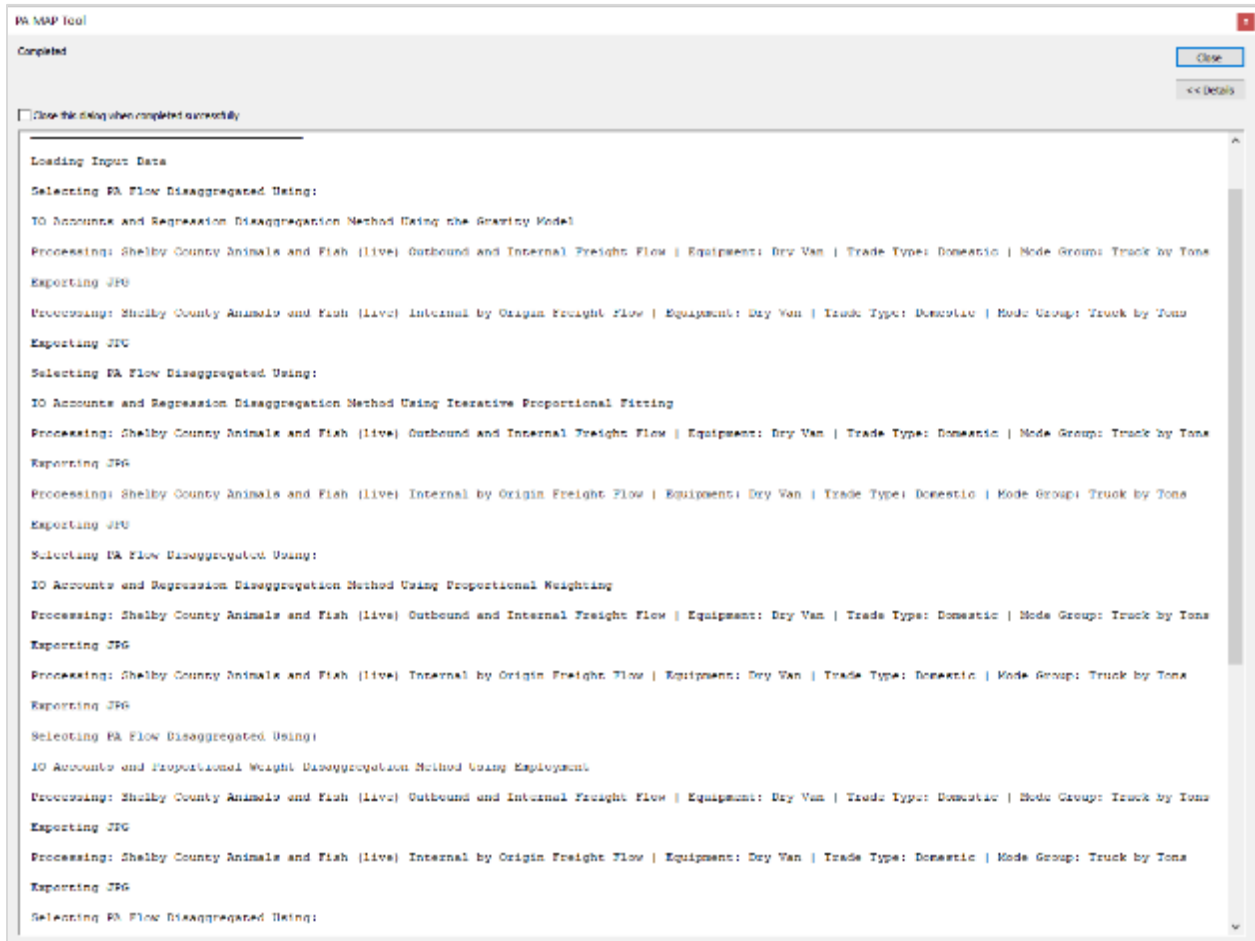 PA MAP Tool
Completed
Close
<< Details
Close this dialog when completed successfully
Loading Input Data
Selecting PA Flow Disaggregated Using:
IO Accounts and Regression Disaggregation Method Using the Gravity Model
Processing: Shelby County Animals and Fish (live) Outbound and Internal Freight Flow | Equipment: Dry Van | Trade Type: Domestic | Mode Group: Truck by Tons
Exporting JPG
Processing: Shelby County Animals and Fish (live) Internal by Origin Freight Flow | Equipment: Dry Van | Trade Type: Domestic | Mode Group: Truck by Tons
Exporting JPG
Selecting PA Flow Disaggregated Using:
IO Accounts and Regression Disaggregation Method Using Iterative Proportional Fitting
Processing: Shelby County Animals and Fish (live) Outbound and Internal Freight Flow | Equipment: Dry Van | Trade Type: Domestic | Mode Group: Truck by Tons
Exporting JPG
Processing: Shelby County Animals and Fish (live) Internal by Origin Freight Flow | Equipment: Dry Van | Trade Type: Domestic | Mode Group: Truck by Tons
Exporting JPG
Selecting PA Flow Disaggregated Using:
IO Accounts and Regression Disaggregation Method Using Proportional Weighting
Processing: Shelby County Animals and Fish (live) Outbound and Internal Freight Flow | Equipment: Dry Van | Trade Type: Domestic | Mode Group: Truck by Tons
Exporting JPG
Processing: Shelby County Animals and Fish (live) Internal by Origin Freight Flow | Equipment: Dry Van | Trade Type: Domestic | Mode Group: Truck by Tons
Exporting JPG
Selecting PA Flow Disaggregated Using:
IO Accounts and Proportional Weight Disaggregation Method Using Employment
Processing: Shelby County Animals and Fish (live) Outbound and Internal Freight Flow | Equipment: Dry Van | Trade Type: Domestic | Mode Group: Truck by Tons
Exporting JPG
Processing: Shelby County Animals and Fish (live) Internal by Origin Freight Flow | Equipment: Dry Van | Trade Type: Domestic | Mode Group: Truck by Tons
Exporting JPG
Selecting PA Flow Disaggregated Using: